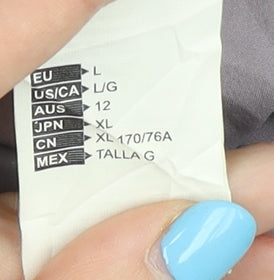 EU L
US/CA L/G
AUS 12
JPN XL
CN XL 170/76A
MEX TALLA G